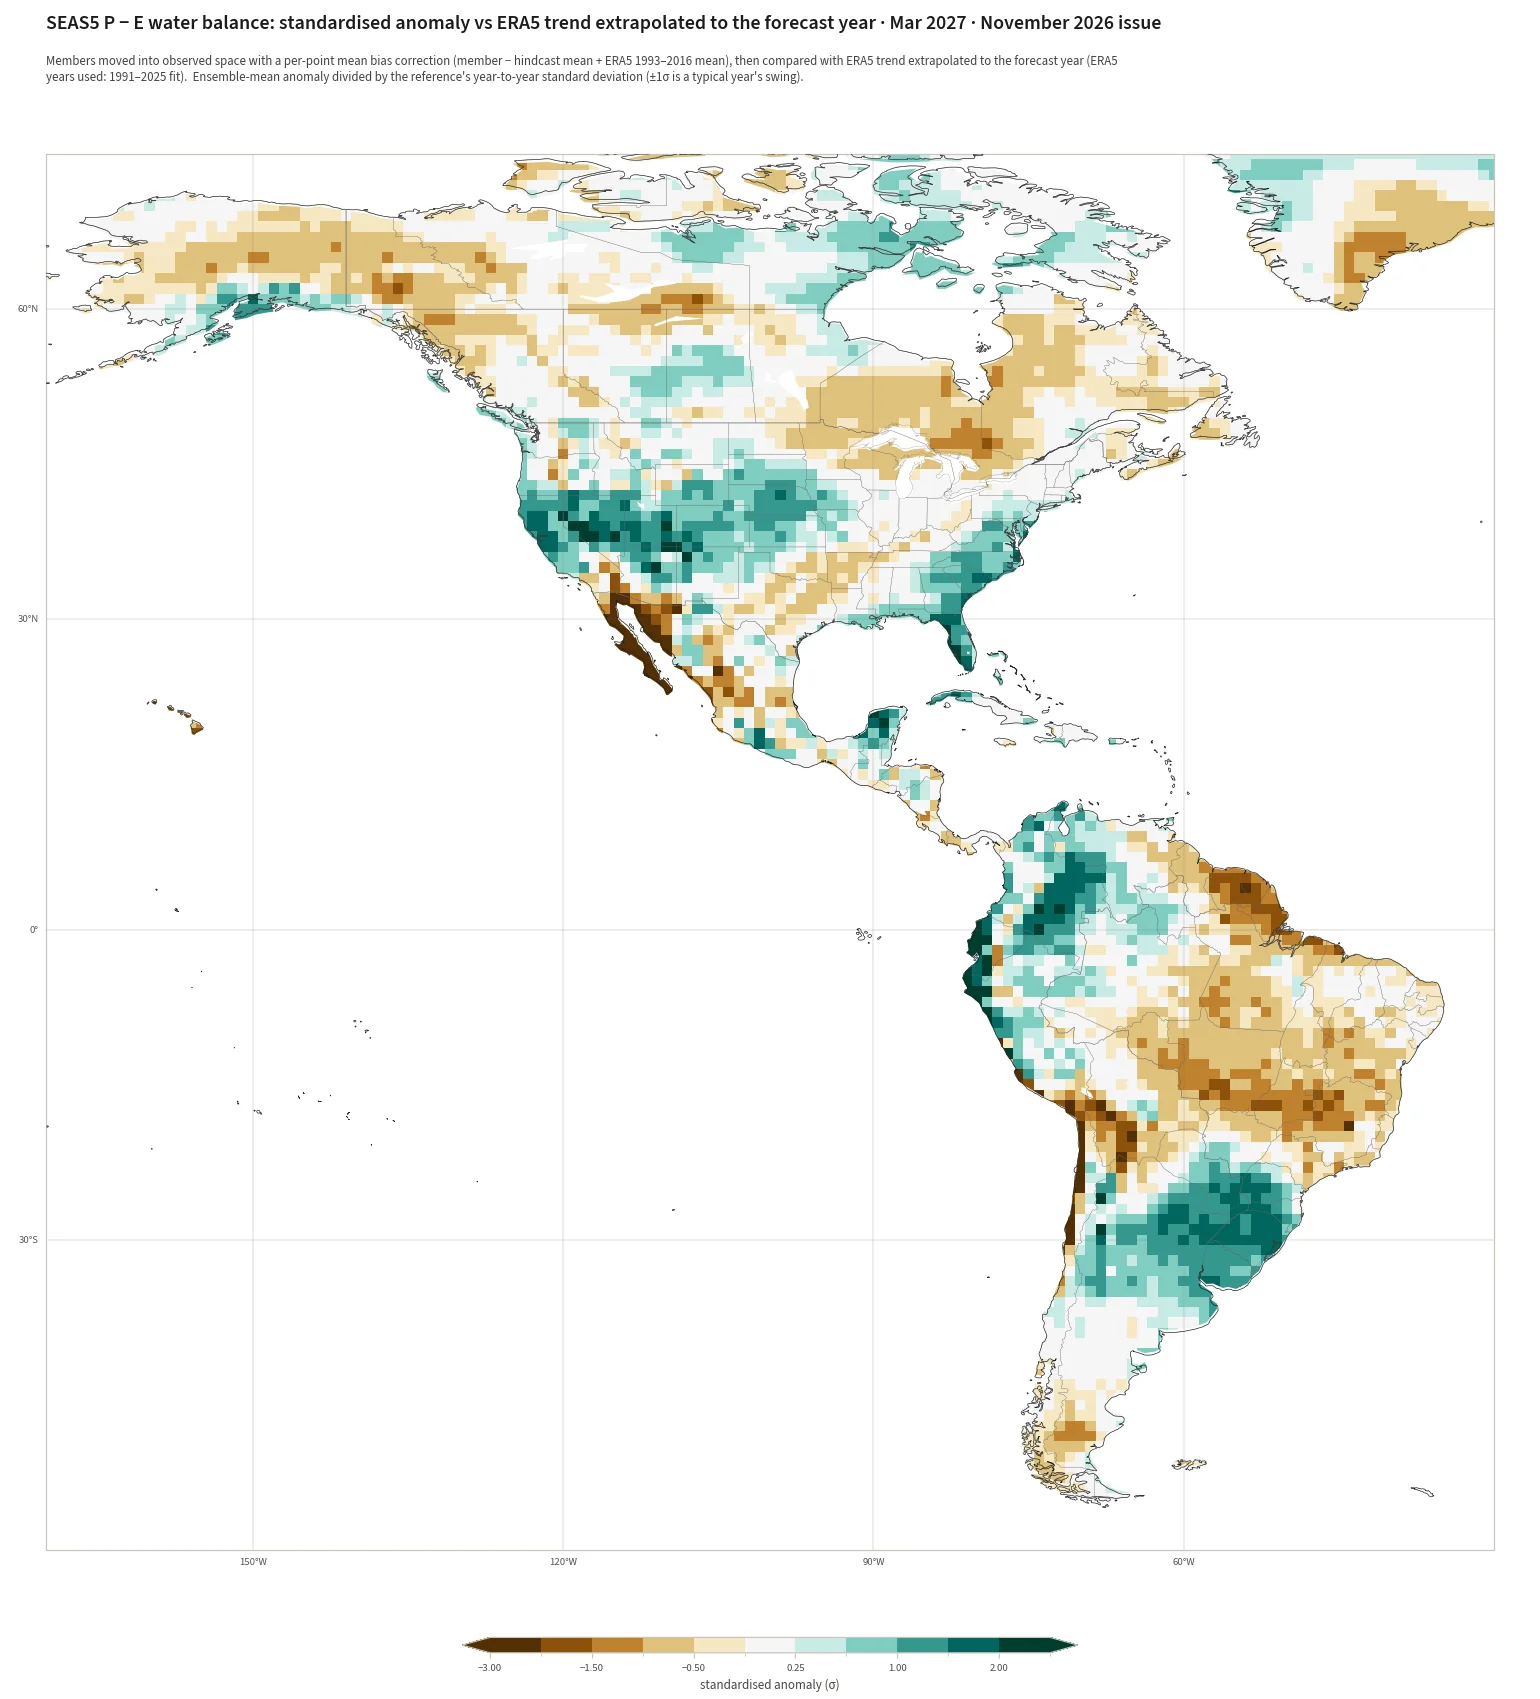 SEAS5 P − E water balance: standardised anomaly vs ERA5 trend extrapolated to the forecast year · Mar 2027 · November 2026 issue
Members moved into observed space with a per-point mean bias correction (member − hindcast mean + ERA5 1993–2016 mean), then compared with ERA5 trend extrapolated to the forecast year (ERA5
years used: 1991–2025 fit).  Ensemble-mean anomaly divided by the reference's year-to-year standard deviation (±1σ is a typical year's swing).
60°N
30°N
0°
30°S
150°W 120°W 90°W 60°W
−3.00 −1.50 −0.50 0.25 1.00 2.00
standardised anomaly (σ)